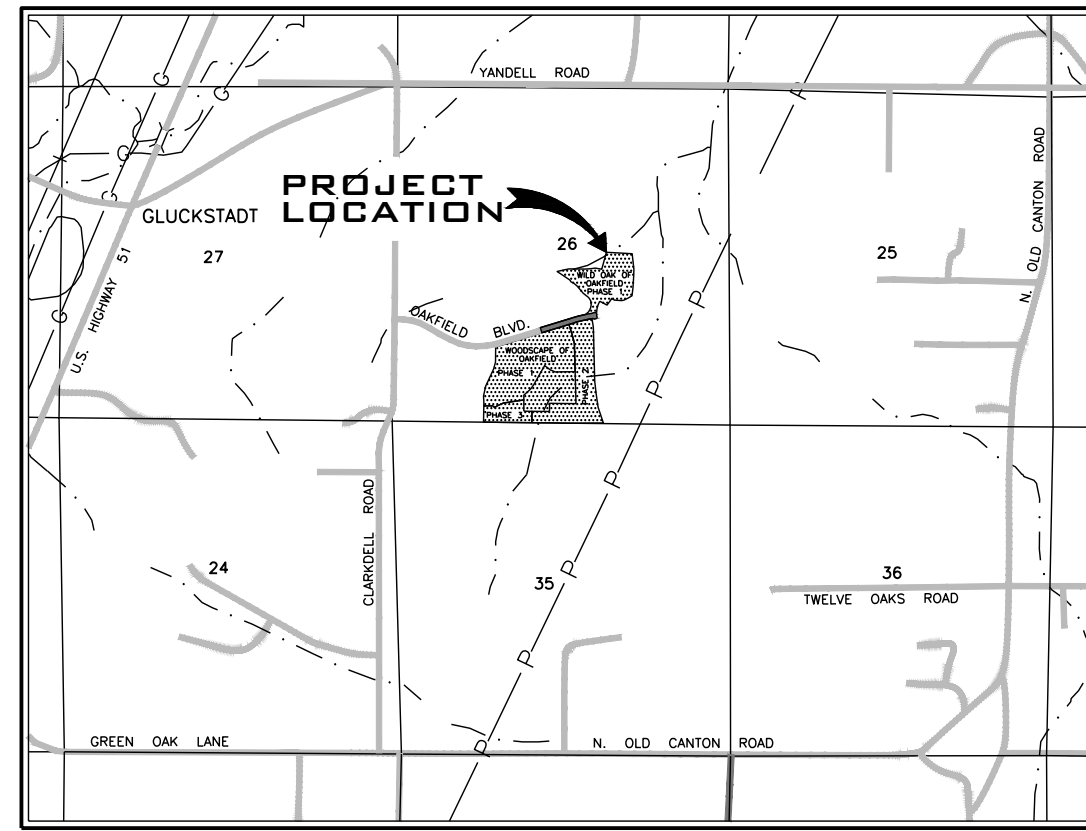 YANDELL ROAD
G
G
P
G
G
N. OLD CANTON ROAD
PROJECT
LOCATION
GLUCKSTADT
27
26
25
U.S. HIGHWAY 51
WILD OAK OF
OAKFIELD
PHASE 1
P
G
OAKFIELD BLVD.
WOODSCAPE OF
OAKFIELD
PHASE 1
PHASE 2
P
P
PHASE 3
P
CLARKDELL ROAD
24
P
35
36
TWELVE OAKS ROAD
P
GREEN OAK LANE
P
N. OLD CANTON ROAD